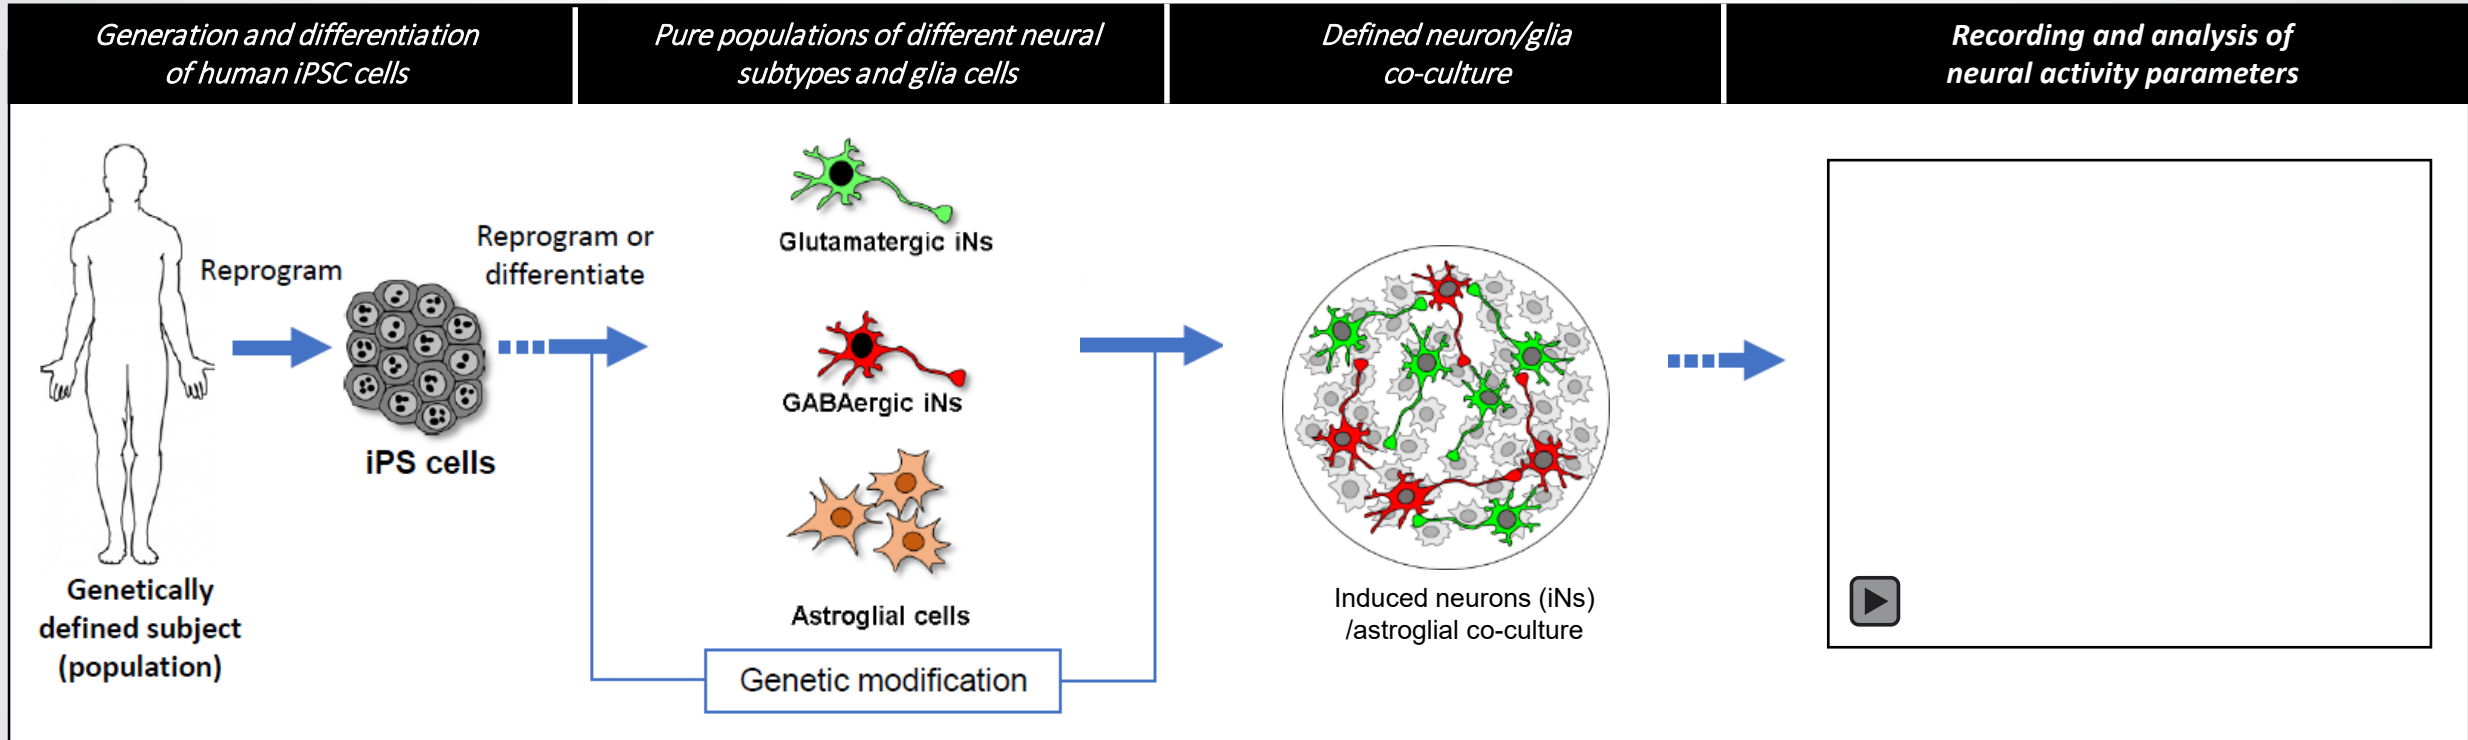 Generation and differentiation
of human iPSC cells
Pure populations of different neural
subtypes and glia cells
Defined neuron/glia
co-culture
Recording and analysis of
neural activity parameters
Reprogram
iPS cells
Genetically
defined subject
(population)
Reprogram or
differentiate
Glutamatergic iNs
GABAergic iNs
Astroglial cells
Genetic modification
Induced neurons (iNs)
/astroglial co-culture